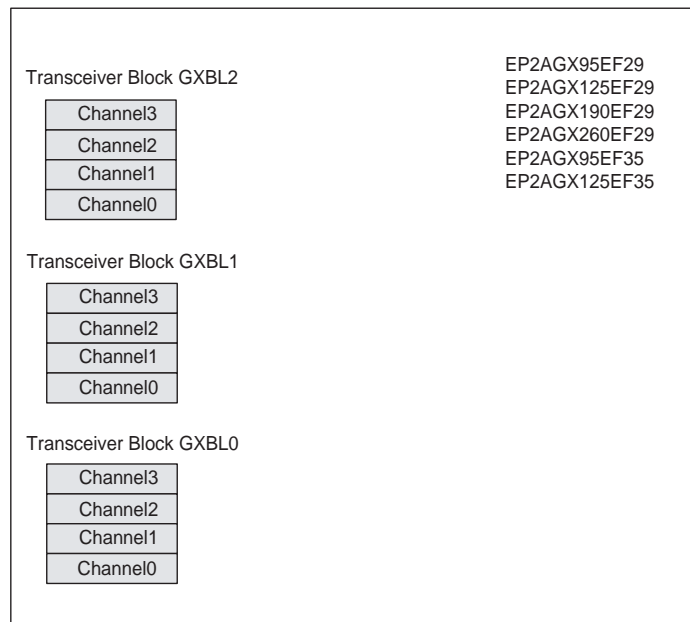 Transceiver Block GXBL2
Channel3
Channel2
Channel1
Channel0
EP2AGX95EF29
EP2AGX125EF29
EP2AGX190EF29
EP2AGX260EF29
EP2AGX95EF35
EP2AGX125EF35
Transceiver Block GXBL1
Channel3
Channel2
Channel1
Channel0
Transceiver Block GXBL0
Channel3
Channel2
Channel1
Channel0